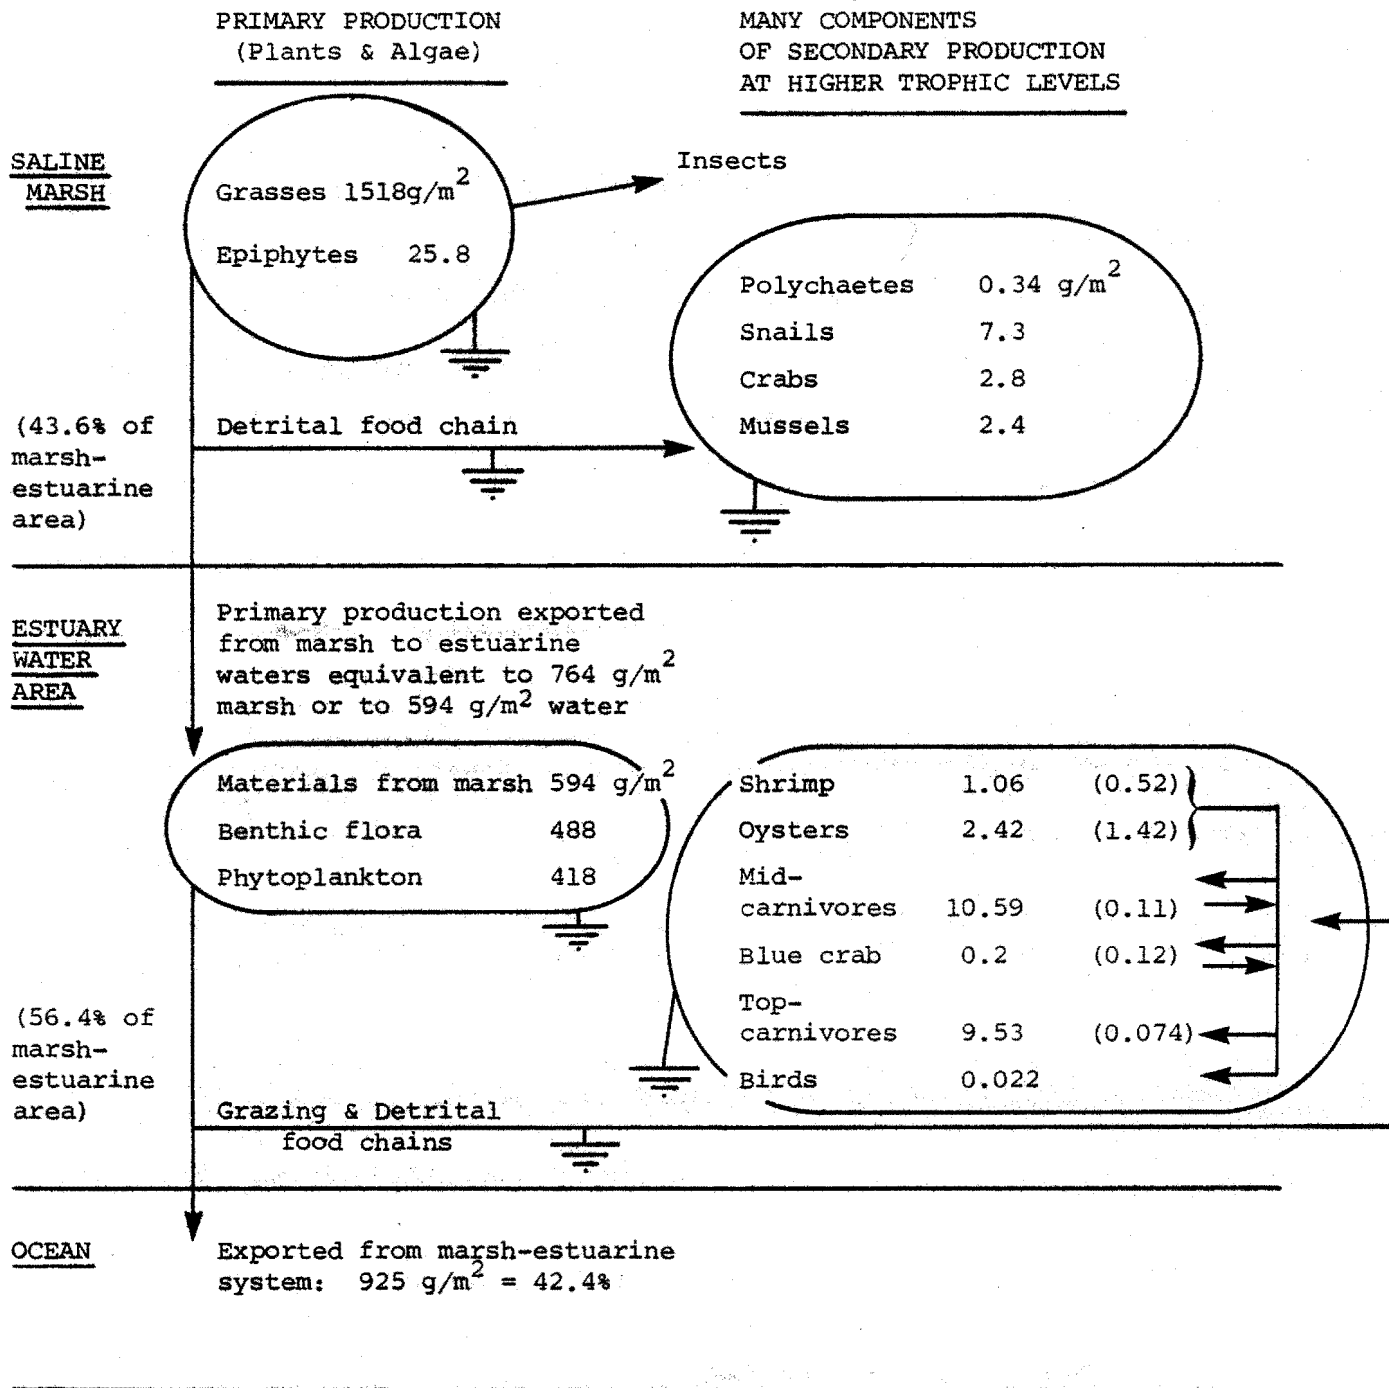 PRIMARY PRODUCTION
(Plants & Algae)
MANY COMPONENTS
OF SECONDARY PRODUCTION
AT HIGHER TROPHIC LEVELS
SALINE
MARSH
Grasses 1518g/m²
Epiphytes 25.8
Insects
Polychaetes 0.34 g/m²
Snails 7.3
Crabs 2.8
Mussels 2.4
(43.6% of
marsh-
estuarine
area)
Detrital food chain
ESTUARY
WATER
AREA
Primary production exported
from marsh to estuarine
waters equivalent to 764 g/m²
marsh or to 594 g/m² water
Materials from marsh 594 g/m²
Benthic flora 488
Phytoplankton 418
Shrimp 1.06 (0.52)
Oysters 2.42 (1.42)
Mid-
carnivores 10.59 (0.11)
Blue crab 0.2 (0.12)
Top-
carnivores 9.53 (0.074)
Birds 0.022
(56.4% of
marsh-
estuarine
area)
Grazing & Detrital
food chains
OCEAN
Exported from marsh-estuarine
system: 925 g/m² = 42.4%